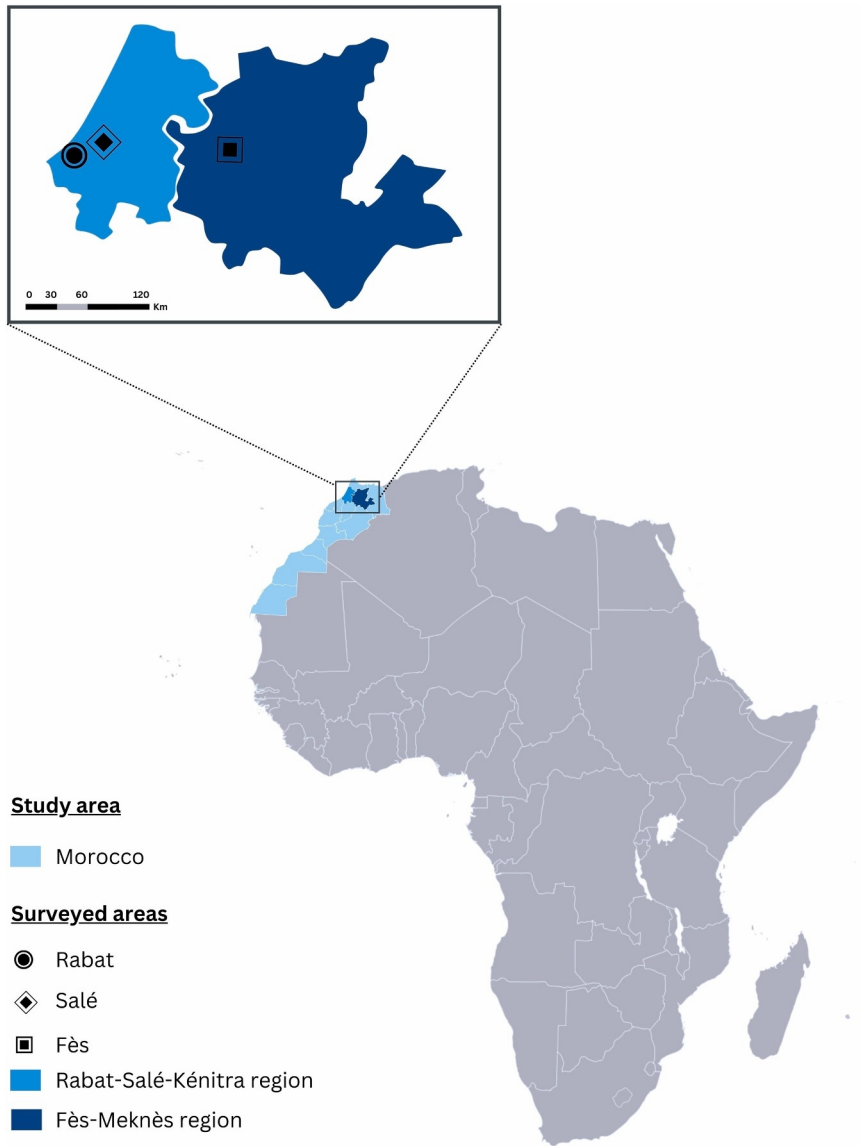 0 30 60 120
Km
Study area
Morocco
Surveyed areas
Rabat
Salé
Fès
Rabat-Salé-Kénitra region
Fès-Meknès region